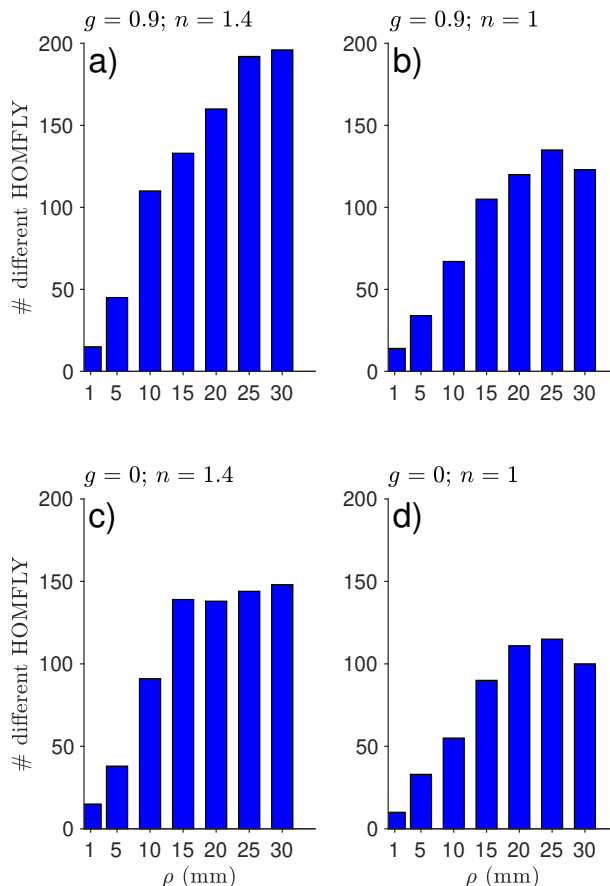 g = 0.9; n = 1.4
a)
# different HOMFLY
200
150
100
50
0
1 5 10 15 20 25 30
g = 0.9; n = 1
b)
200
150
100
50
0
1 5 10 15 20 25 30
g = 0; n = 1.4
c)
# different HOMFLY
200
150
100
50
0
1 5 10 15 20 25 30
ρ (mm)
g = 0; n = 1
d)
200
150
100
50
0
1 5 10 15 20 25 30
ρ (mm)